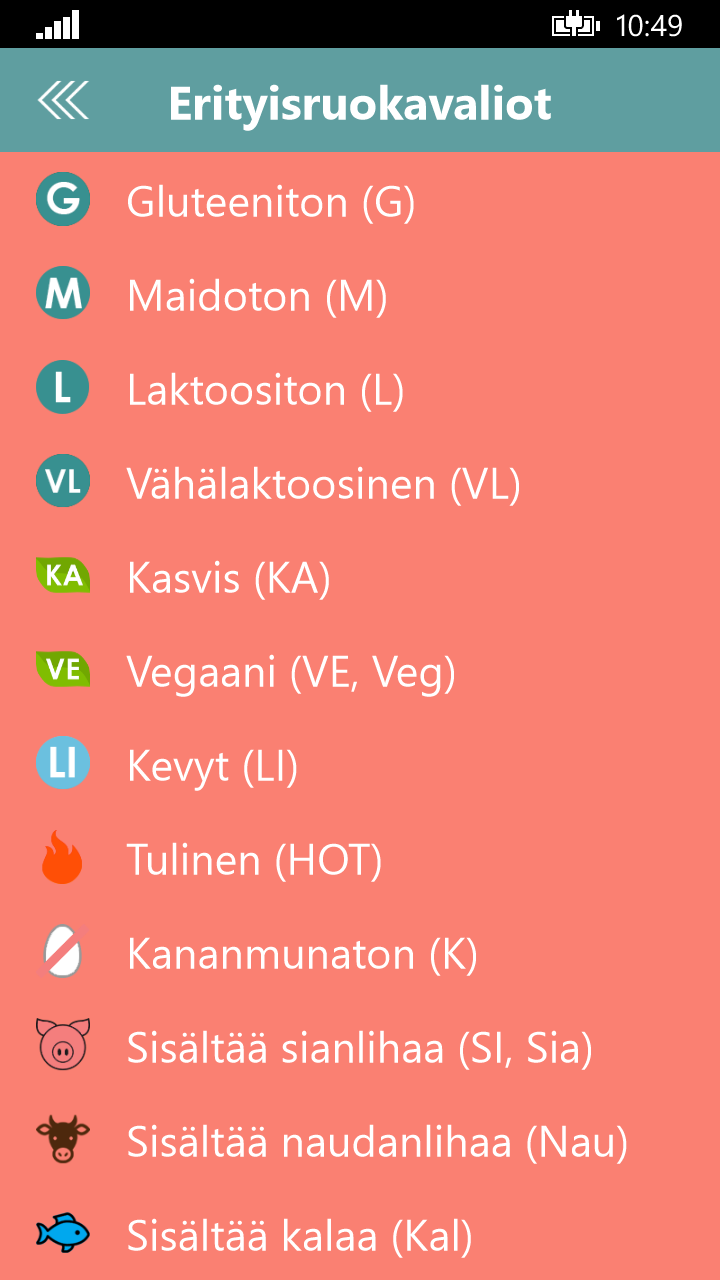 10:49
Erityisruokavaliot
G Gluteeniton (G)
M Maidoton (M)
L Laktoositon (L)
VL Vähälaktoosinen (VL)
KA Kasvis (KA)
VE Vegaani (VE, Veg)
LI Kevyt (LI)
Tulinen (HOT)
Kananmunaton (K)
Sisältää sianlihaa (SI, Sia)
Sisältää naudanlihaa (Nau)
Sisältää kalaa (Kal)